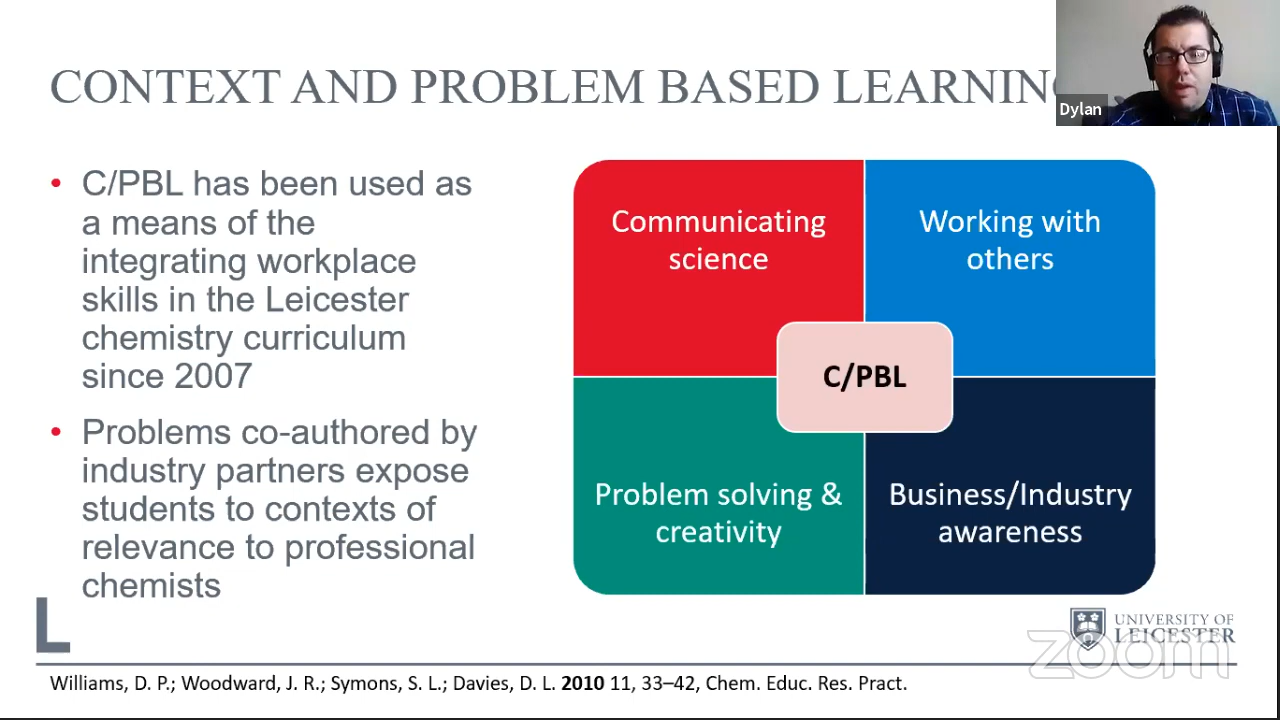 CONTEXT AND PROBLEM BASED LEARNING
Dylan
• C/PBL has been used as
a means of the
integrating workplace
skills in the Leicester
chemistry curriculum
since 2007
• Problems co-authored by
industry partners expose
students to contexts of
relevance to professional
chemists
Communicating
science
Working with
others
C/PBL
Problem solving &
creativity
Business/Industry
awareness
L
UNIVERSITY OF
LEICESTER
zoom
Williams, D. P.; Woodward, J. R.; Symons, S. L.; Davies, D. L. 2010 11, 33–42, Chem. Educ. Res. Pract.